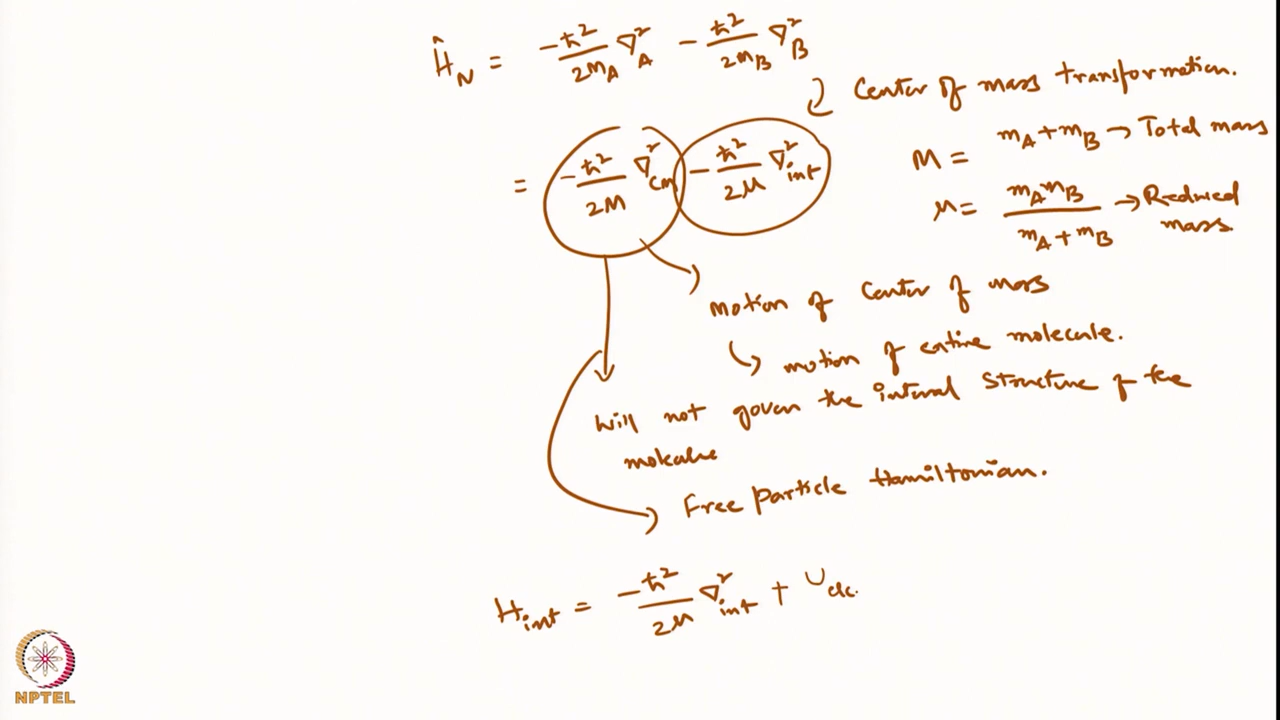 Ĥ_N = -ħ²/2m_A ∇²_A - ħ²/2m_B ∇²_B
Center of mass transformation.
= -ħ²/2M ∇²_cm - ħ²/2μ ∇²_int
M = m_A + m_B → Total mass
μ = m_A m_B / m_A + m_B → Reduced
mass
motion of Center of mass
motion of entire molecule.
Will not govern the internal structure of the
molecule
Free particle Hamiltonian.
H_int = -ħ²/2μ ∇²_int + U_ele.
NPTEL